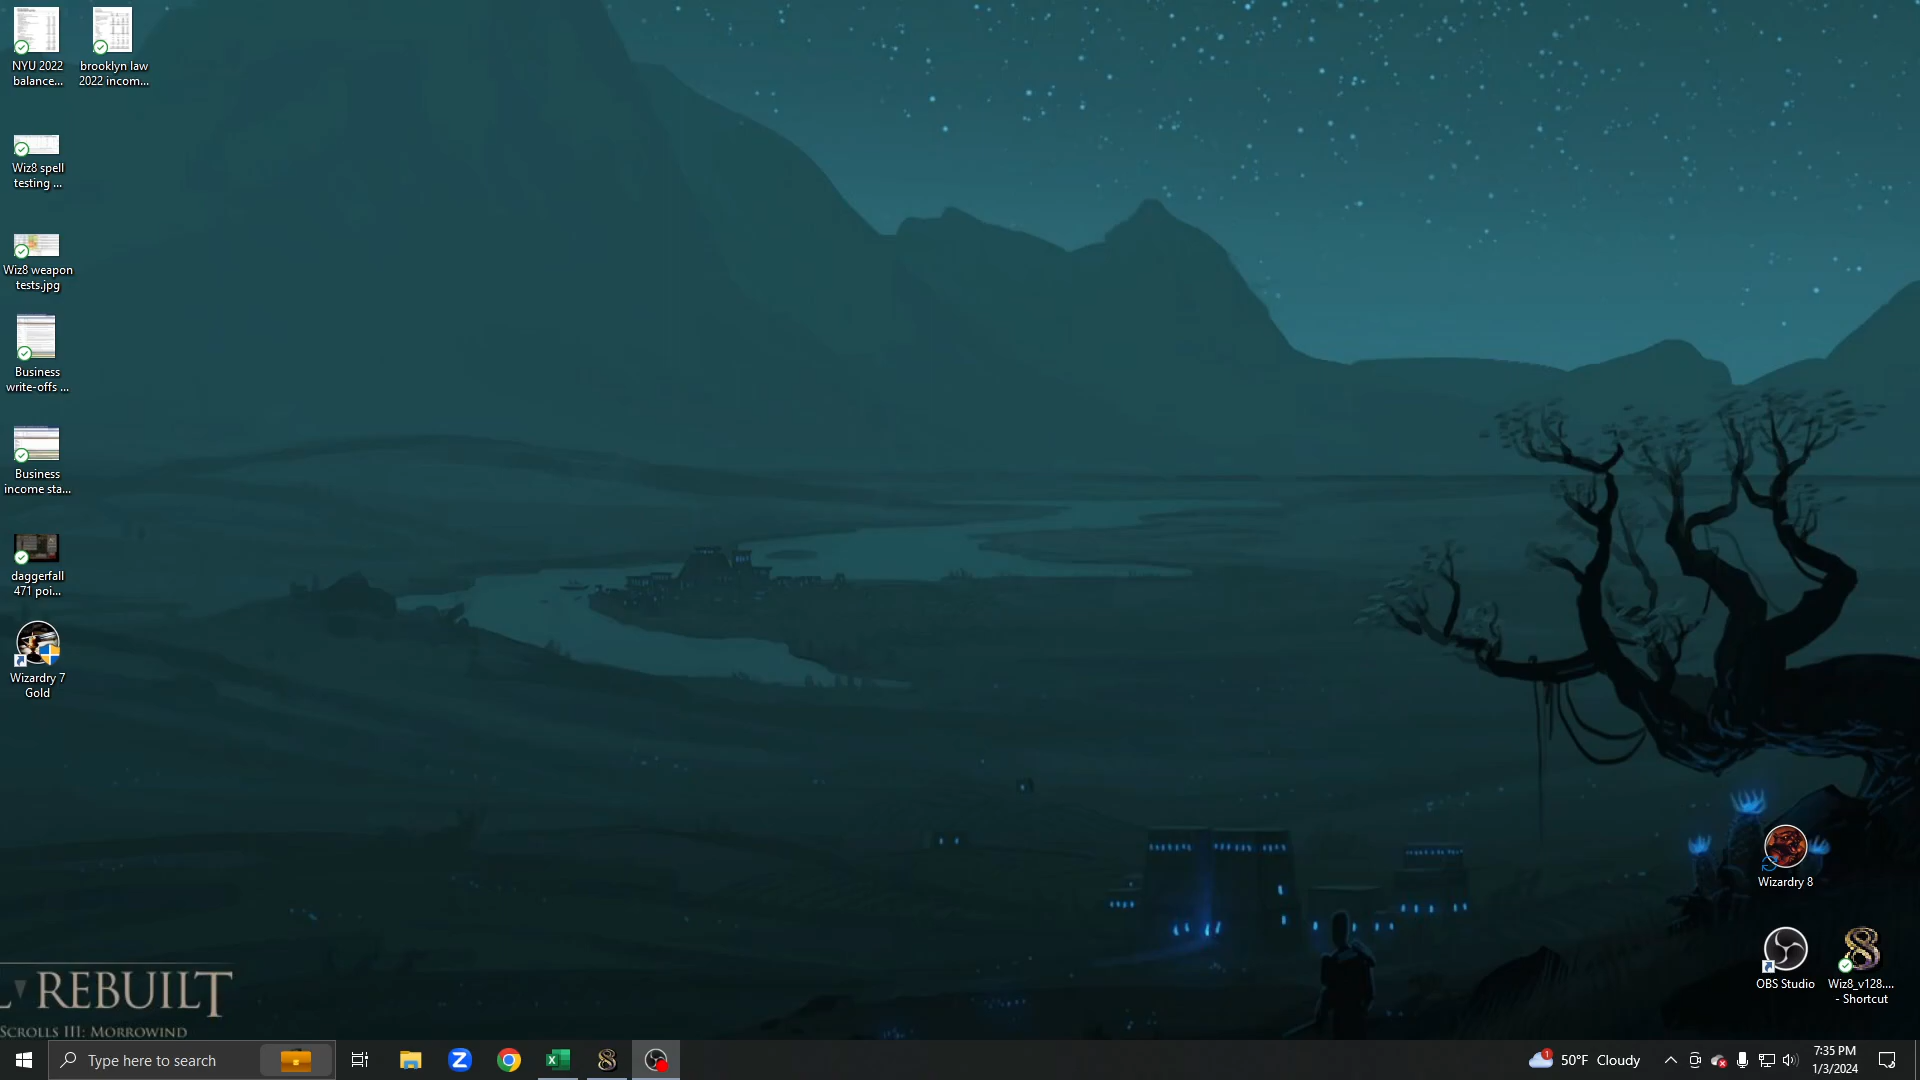 NYU 2022
balance...
brooklyn law
2022 incom...
Wiz8 spell
testing ...
Wiz8 weapon
tests.jpg
Business
write-offs ...
Business
income sta...
daggerfall
471 poi...
Wizardry 7
Gold
Wizardry 8
OBS Studio
Wiz8_v128....
- Shortcut
REBUILT
SCROLLS III: MORROWIND
Type here to search
1
50°F Cloudy
7:35 PM
1/3/2024